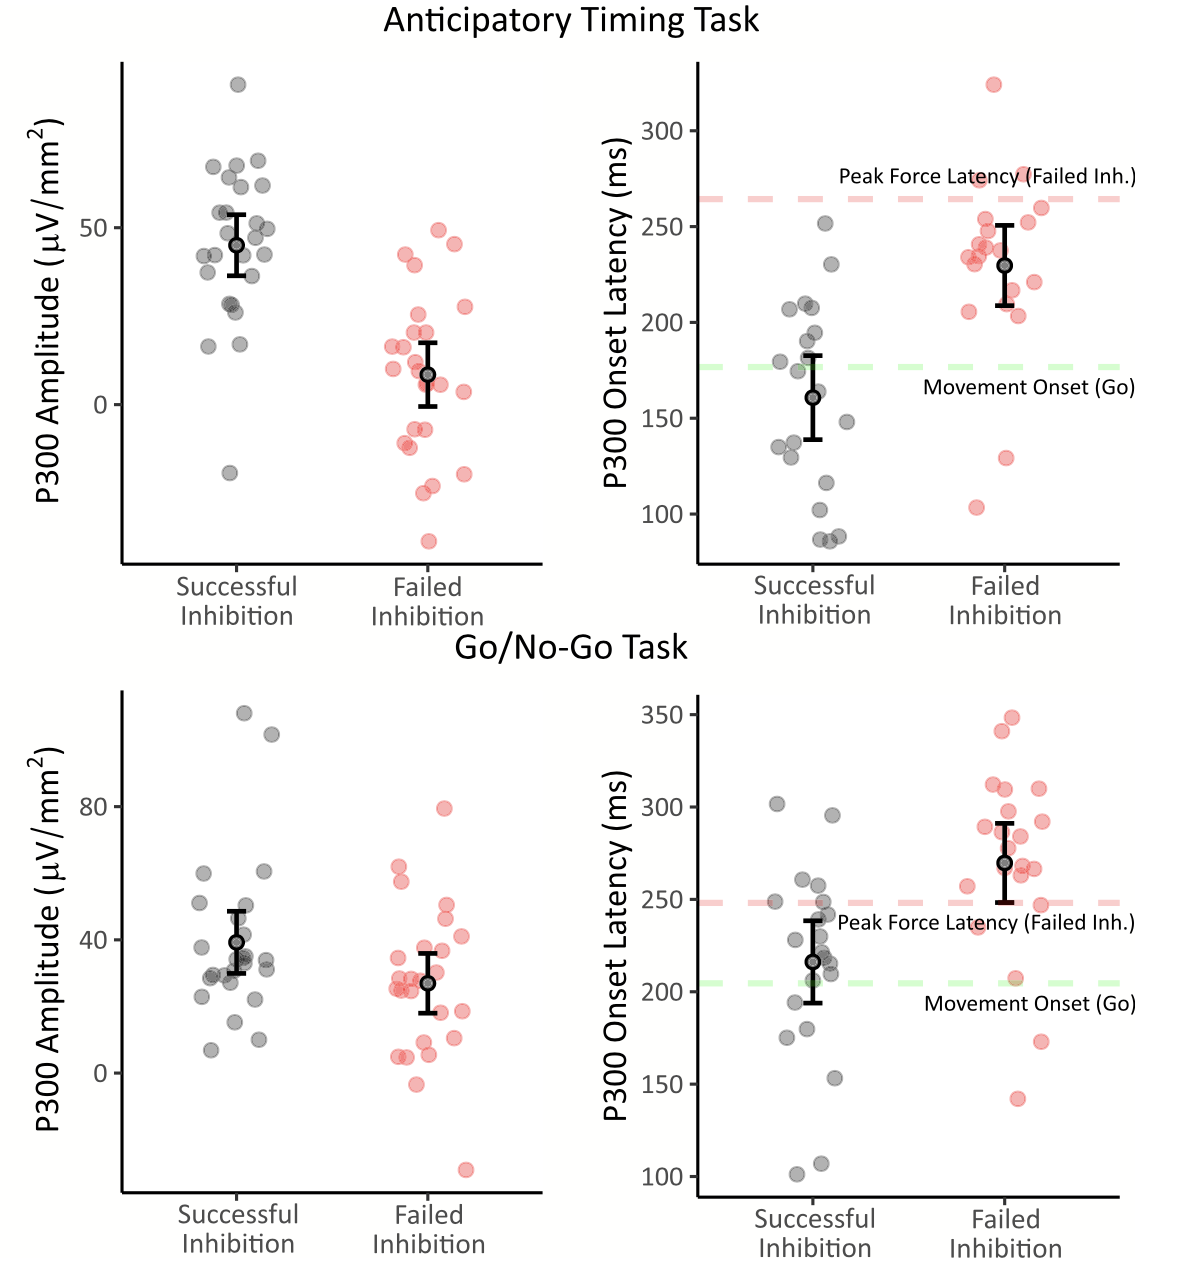 Anticipatory Timing Task
P300 Amplitude (µV/mm²)
50
0
Successful
Inhibition
Failed
Inhibition
P300 Onset Latency (ms)
300
250
200
150
100
Peak Force Latency (Failed Inh.)
Movement Onset (Go)
Successful
Inhibition
Failed
Inhibition
Go/No-Go Task
P300 Amplitude (µV/mm²)
80
40
0
Successful
Inhibition
Failed
Inhibition
P300 Onset Latency (ms)
350
300
250
200
150
100
Peak Force Latency (Failed Inh.)
Movement Onset (Go)
Successful
Inhibition
Failed
Inhibition